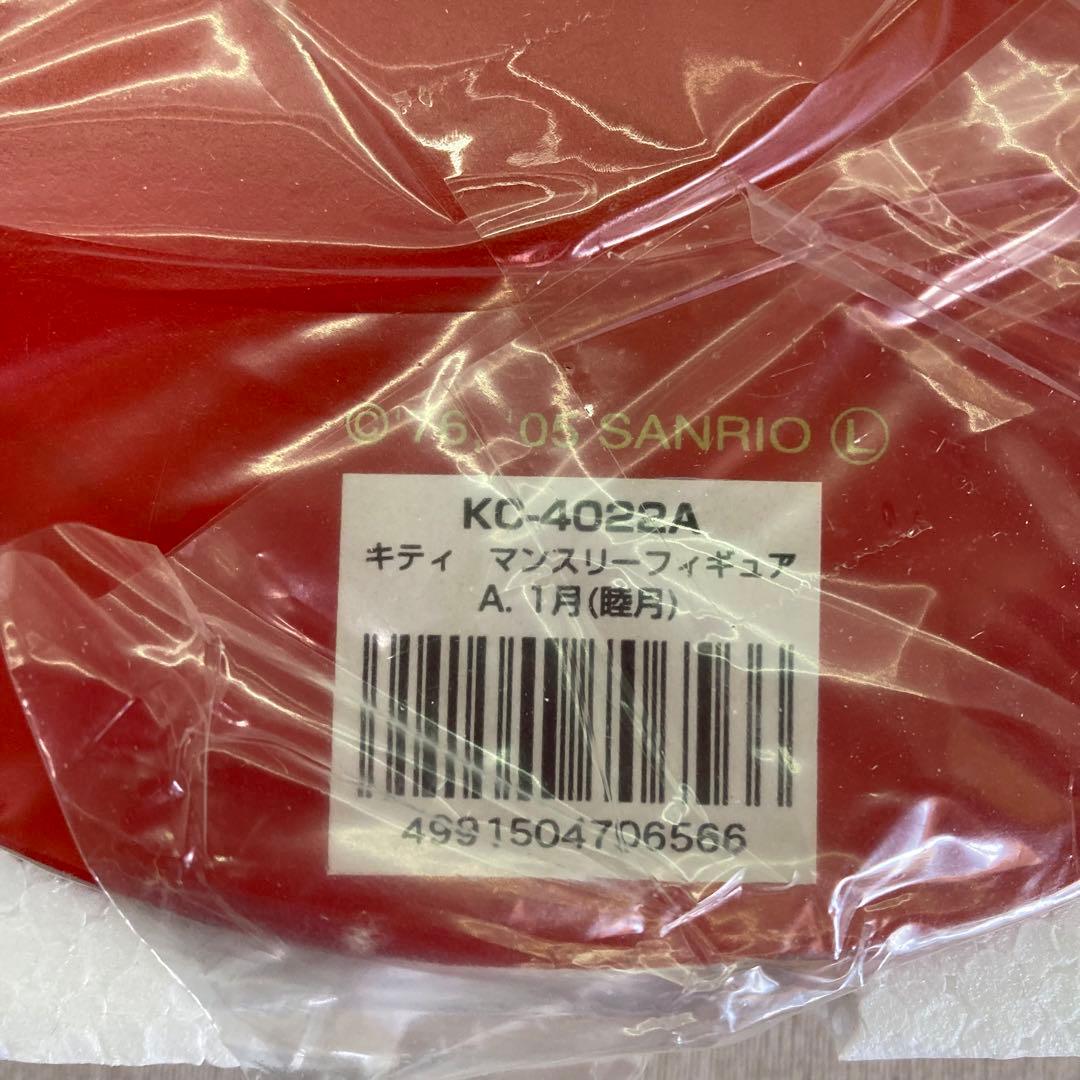 © '76, '05 SANRIO Ⓛ
KC-4022A
キティ マンスリーフィギュア
A. 1月(睦月)
4991504706566